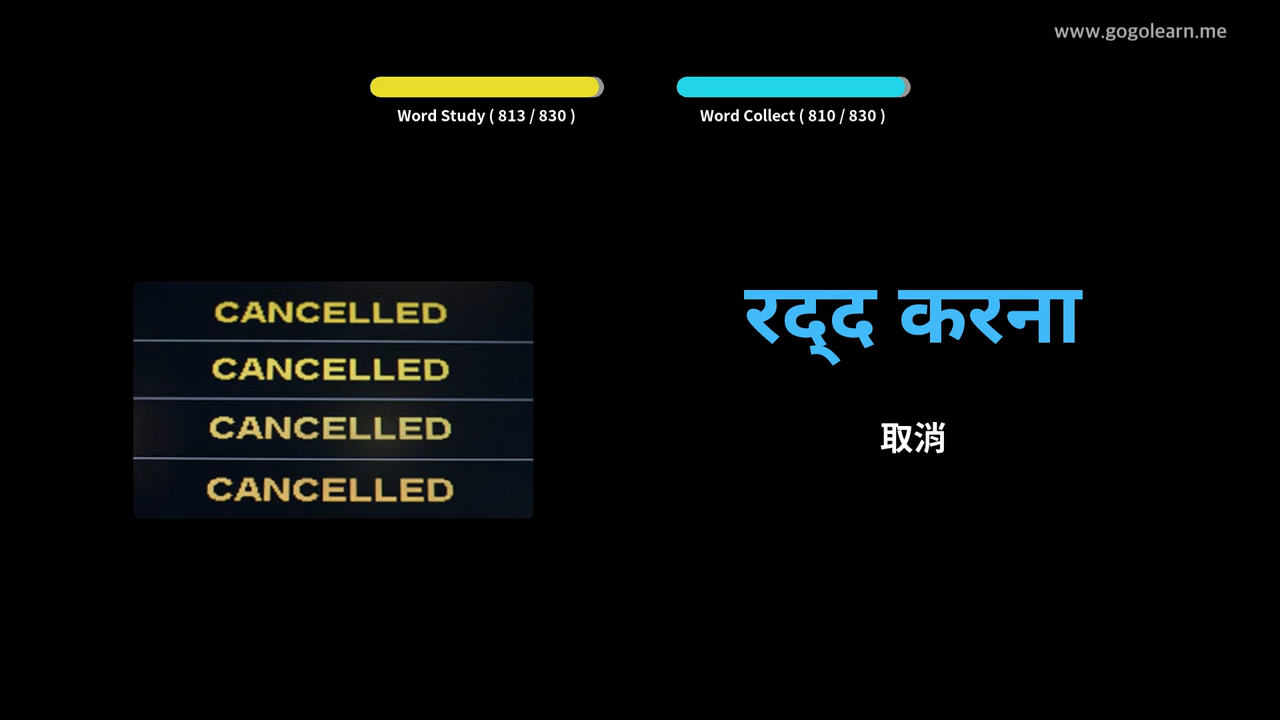 www.gogolearn.me
Word Study ( 813 / 830 )
Word Collect ( 810 / 830 )
CANCELLED
CANCELLED
CANCELLED
CANCELLED
रद्द करना
取消